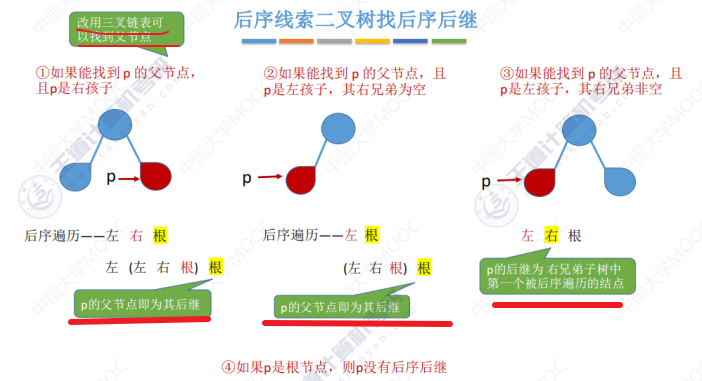 后序线索二叉树找后序后继
改用三叉链表可
以找到父节点
①如果能找到 p 的父节点，
且p是右孩子
p
后序遍历——左 右 根
左 (左 右 根) 根
p的父节点即为其后继
②如果能找到 p 的父节点，且
p是左孩子，其右兄弟为空
p
后序遍历——左 根
(左 右 根) 根
p的父节点即为其后继
③如果能找到 p 的父节点，且
p是左孩子，其右兄弟非空
p
左 右 根
p的后继为 右兄弟子树中
第一个被后序遍历的结点
④如果p是根节点，则p没有后序后继